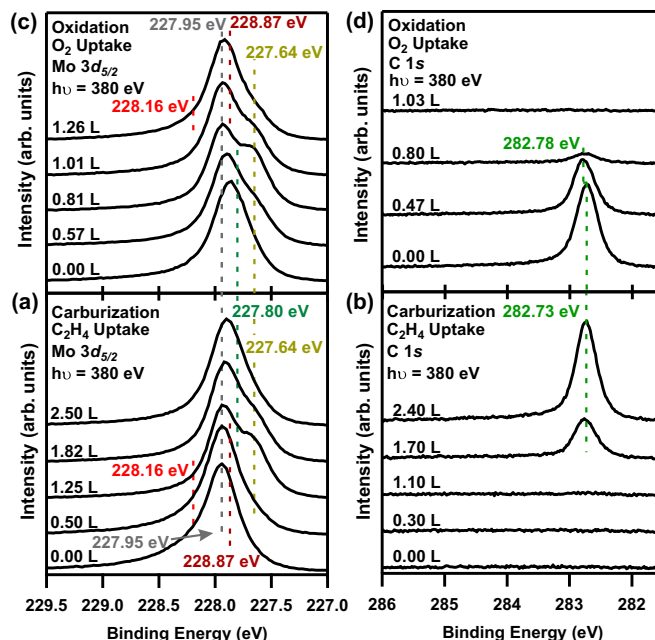 (c)
Oxidation
O₂ Uptake
Mo 3d₅/₂
hυ = 380 eV
227.95 eV
228.87 eV
227.64 eV
228.16 eV
1.26 L
1.01 L
0.81 L
0.57 L
0.00 L
Intensity (arb. units)
(d)
Oxidation
O₂ Uptake
C 1s
hυ = 380 eV
1.03 L
0.80 L
282.78 eV
0.47 L
0.00 L
Intensity (arb. units)
(a)
Carburization
C₂H₄ Uptake
Mo 3d₅/₂
hυ = 380 eV
227.80 eV
227.64 eV
2.50 L
1.82 L
1.25 L
228.16 eV
0.50 L
227.95 eV
0.00 L
228.87 eV
Intensity (arb. units)
229.5 229.0 228.5 228.0 227.5 227.0
Binding Energy (eV)
(b)
Carburization
C₂H₄ Uptake
C 1s
hυ = 380 eV
282.73 eV
2.40 L
1.70 L
1.10 L
0.30 L
0.00 L
Intensity (arb. units)
286 285 284 283 282
Binding Energy (eV)